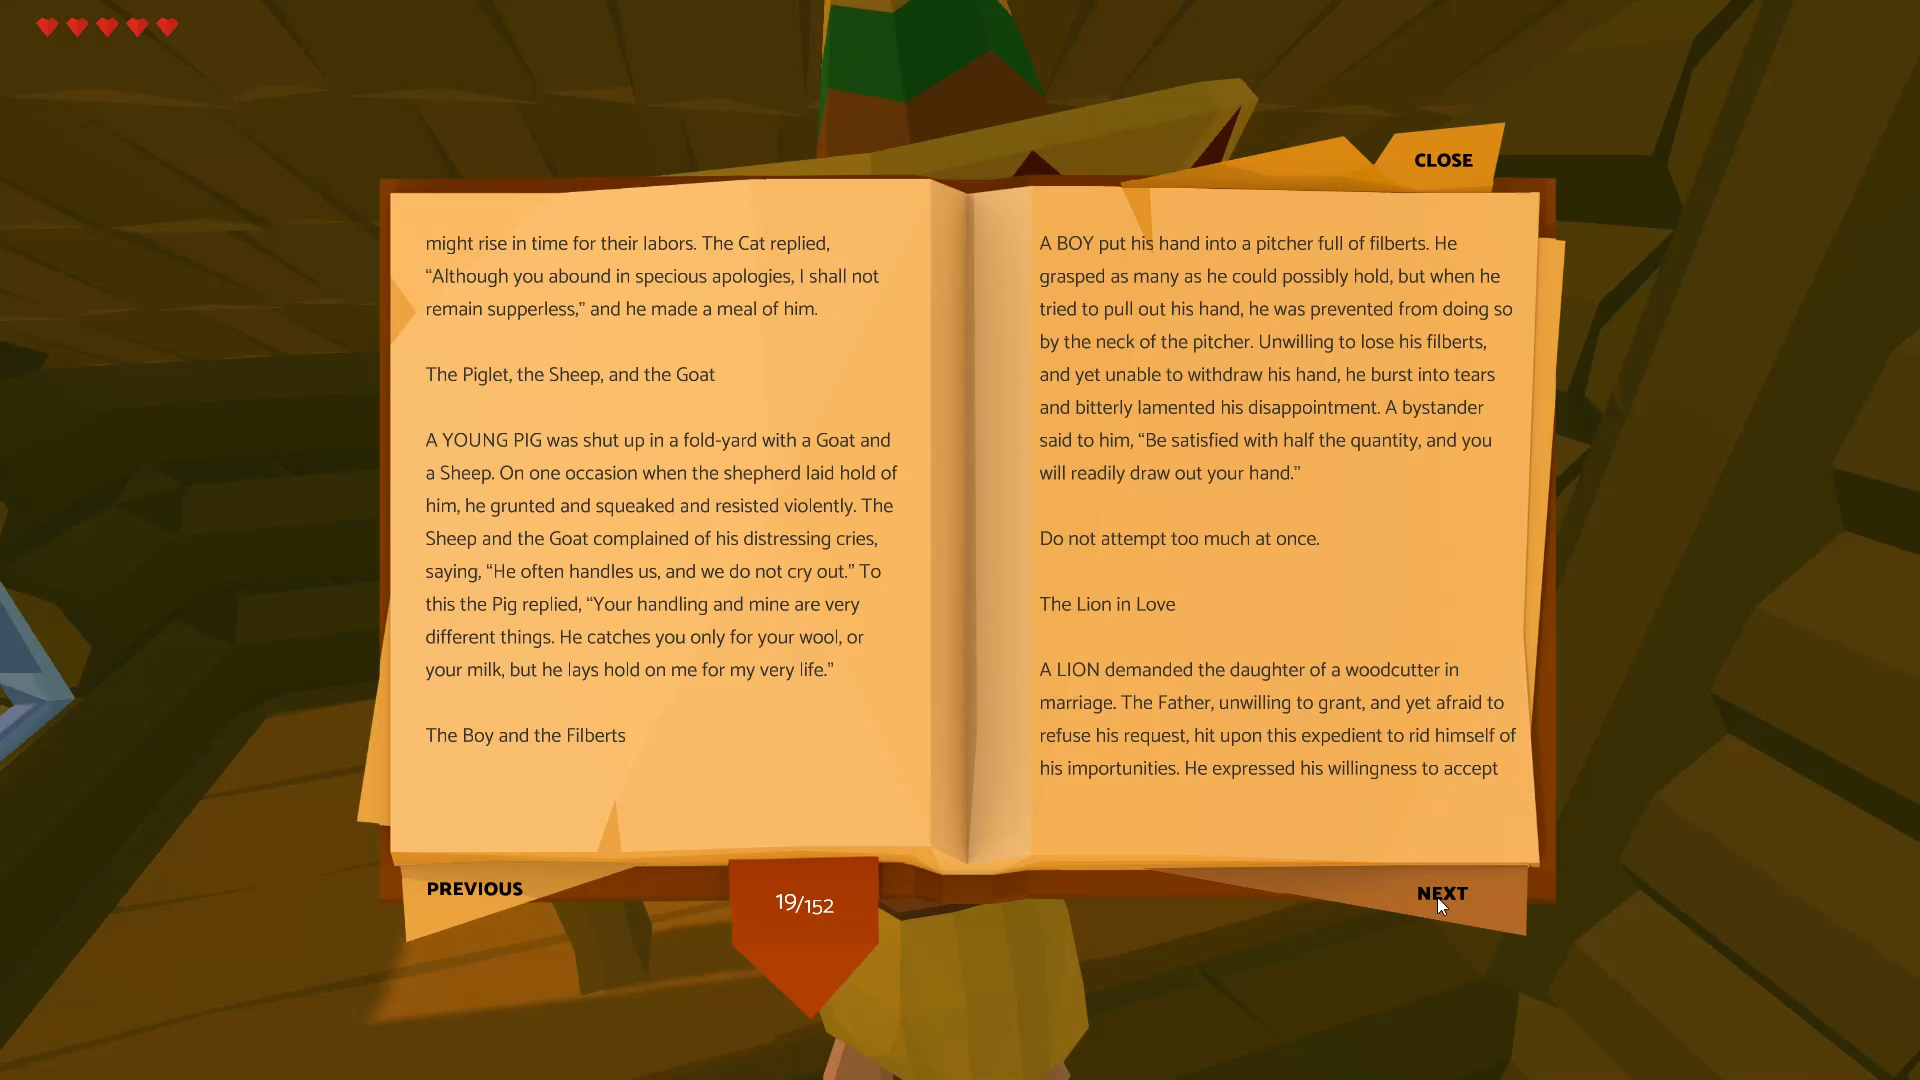 CLOSE
might rise in time for their labors. The Cat replied,
“Although you abound in specious apologies, I shall not
remain supperless,” and he made a meal of him.
The Piglet, the Sheep, and the Goat
A YOUNG PIG was shut up in a fold-yard with a Goat and
a Sheep. On one occasion when the shepherd laid hold of
him, he grunted and squeaked and resisted violently. The
Sheep and the Goat complained of his distressing cries,
saying, “He often handles us, and we do not cry out.” To
this the Pig replied, “Your handling and mine are very
different things. He catches you only for your wool, or
your milk, but he lays hold on me for my very life.”
The Boy and the Filberts
A BOY put his hand into a pitcher full of filberts. He
grasped as many as he could possibly hold, but when he
tried to pull out his hand, he was prevented from doing so
by the neck of the pitcher. Unwilling to lose his filberts,
and yet unable to withdraw his hand, he burst into tears
and bitterly lamented his disappointment. A bystander
said to him, “Be satisfied with half the quantity, and you
will readily draw out your hand.”
Do not attempt too much at once.
The Lion in Love
A LION demanded the daughter of a woodcutter in
marriage. The Father, unwilling to grant, and yet afraid to
refuse his request, hit upon this expedient to rid himself of
his importunities. He expressed his willingness to accept
PREVIOUS
19/152
NEXT